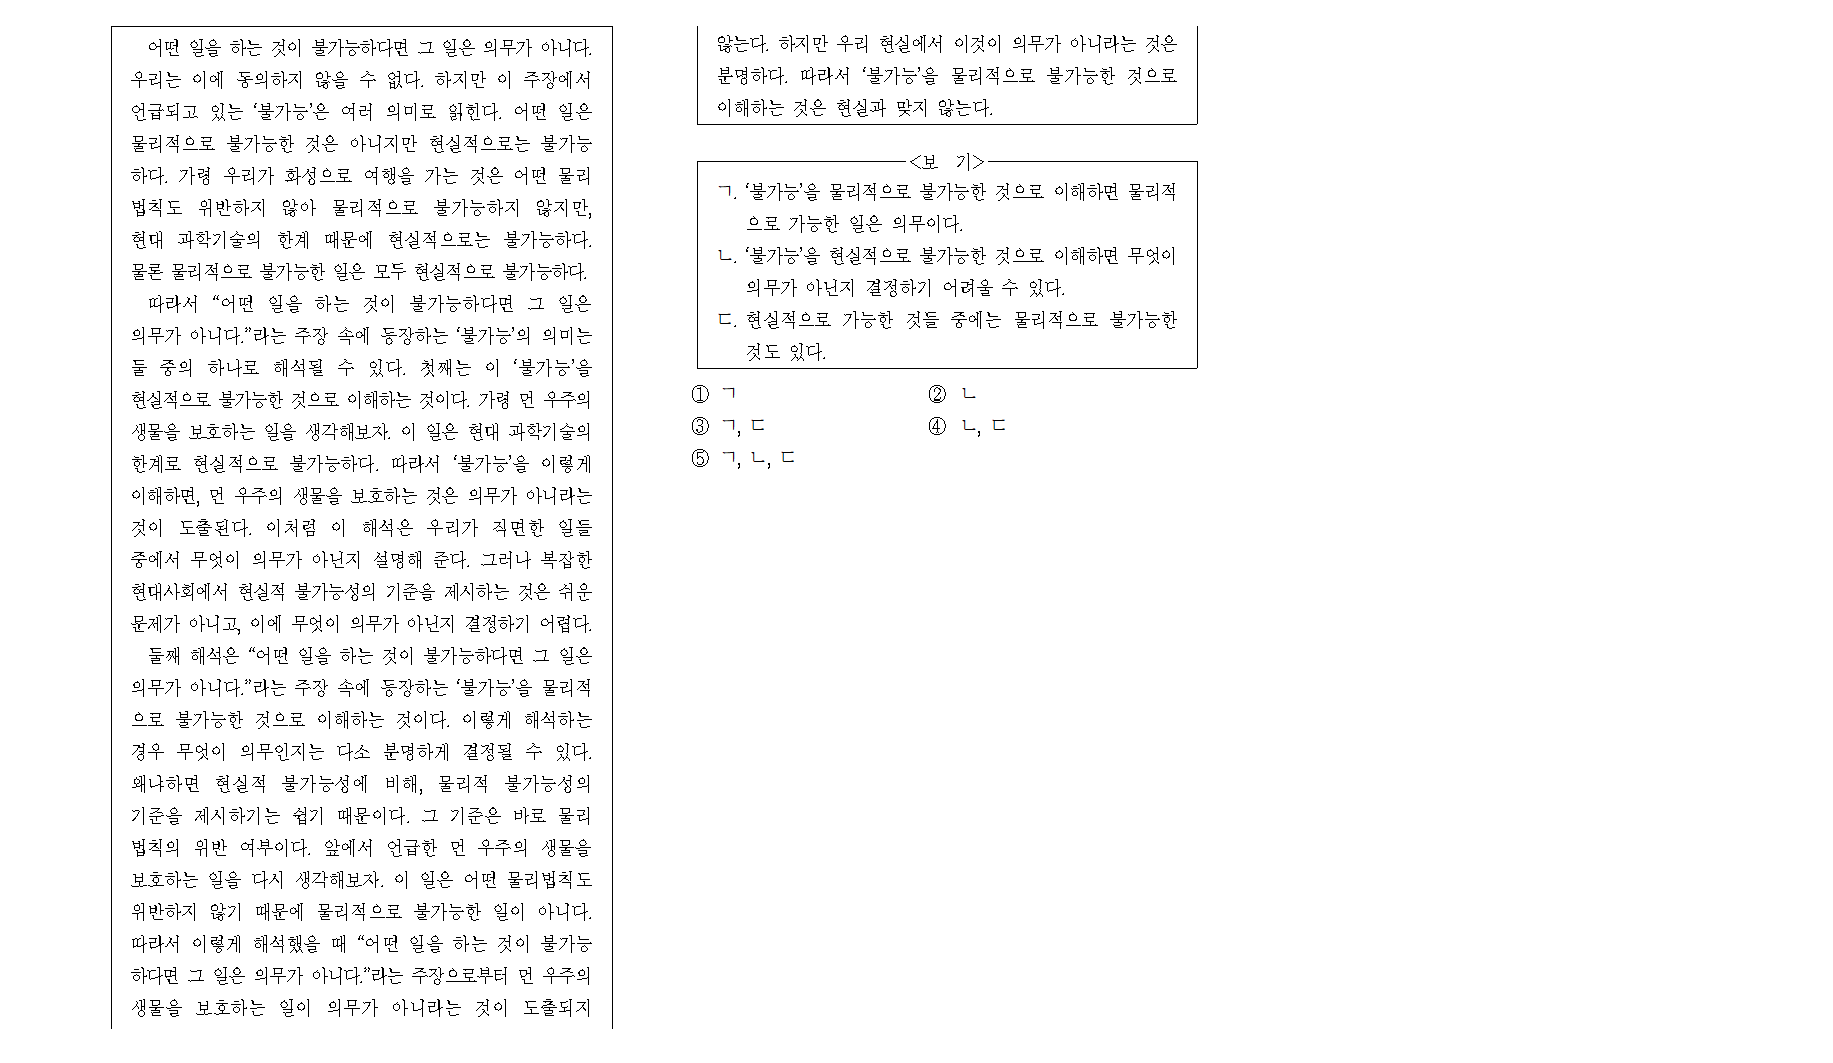 어떤 일을 하는 것이 불가능하다면 그 일은 의무가 아니다.
우리는 이에 동의하지 않을 수 없다. 하지만 이 주장에서
언급되고 있는 ‘불가능’은 여러 의미로 읽힌다. 어떤 일은
물리적으로 불가능한 것은 아니지만 현실적으로는 불가능
하다. 가령 우리가 화성으로 여행을 가는 것은 어떤 물리
법칙도 위반하지 않아 물리적으로 불가능하지 않지만,
현대 과학기술의 한계 때문에 현실적으로는 불가능하다.
물론 물리적으로 불가능한 일은 모두 현실적으로 불가능하다.
따라서 “어떤 일을 하는 것이 불가능하다면 그 일은
의무가 아니다.”라는 주장 속에 등장하는 ‘불가능’의 의미는
둘 중의 하나로 해석될 수 있다. 첫째는 이 ‘불가능’을
현실적으로 불가능한 것으로 이해하는 것이다. 가령 먼 우주의
생물을 보호하는 일을 생각해보자. 이 일은 현대 과학기술의
한계로 현실적으로 불가능하다. 따라서 ‘불가능’을 이렇게
이해하면, 먼 우주의 생물을 보호하는 것은 의무가 아니라는
것이 도출된다. 이처럼 이 해석은 우리가 직면한 일들
중에서 무엇이 의무가 아닌지 설명해 준다. 그러나 복잡한
현대사회에서 현실적 불가능성의 기준을 제시하는 것은 쉬운
문제가 아니고, 이에 무엇이 의무가 아닌지 결정하기 어렵다.
둘째 해석은 “어떤 일을 하는 것이 불가능하다면 그 일은
의무가 아니다.”라는 주장 속에 등장하는 ‘불가능’을 물리적
으로 불가능한 것으로 이해하는 것이다. 이렇게 해석하는
경우 무엇이 의무인지는 다소 분명하게 결정될 수 있다.
왜냐하면 현실적 불가능성에 비해, 물리적 불가능성의
기준을 제시하기는 쉽기 때문이다. 그 기준은 바로 물리
법칙의 위반 여부이다. 앞에서 언급한 먼 우주의 생물을
보호하는 일을 다시 생각해보자. 이 일은 어떤 물리법칙도
위반하지 않기 때문에 물리적으로 불가능한 일이 아니다.
따라서 이렇게 해석했을 때 “어떤 일을 하는 것이 불가능
하다면 그 일은 의무가 아니다.”라는 주장으로부터 먼 우주의
생물을 보호하는 일이 의무가 아니라는 것이 도출되지
않는다. 하지만 우리 현실에서 이것이 의무가 아니라는 것은
분명하다. 따라서 ‘불가능’을 물리적으로 불가능한 것으로
이해하는 것은 현실과 맞지 않는다.
<보 기>
ㄱ. ‘불가능’을 물리적으로 불가능한 것으로 이해하면 물리적
으로 가능한 일은 의무이다.
ㄴ. ‘불가능’을 현실적으로 불가능한 것으로 이해하면 무엇이
의무가 아닌지 결정하기 어려울 수 있다.
ㄷ. 현실적으로 가능한 것들 중에는 물리적으로 불가능한
것도 있다.
① ㄱ ② ㄴ
③ ㄱ, ㄷ ④ ㄴ, ㄷ
⑤ ㄱ, ㄴ, ㄷ